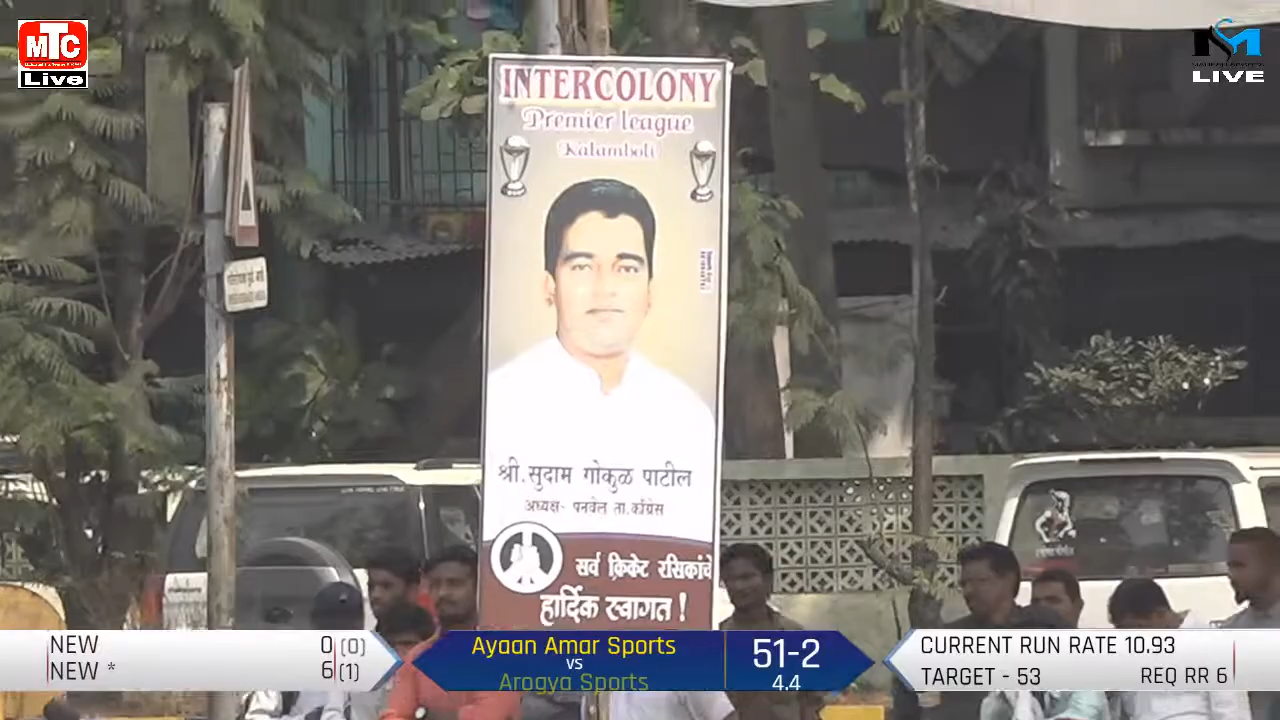 MTC
Live
SM
LIVE
INTERCOLONY
Premier league
Kalamboli
श्री.सुदाम गोकुळ पाटील
अध्यक्ष- पनवेल ता.काँग्रेस
सर्व क्रिकेट रसिकांचे
हार्दिक स्वागत !
NEW 0 (0)
NEW * 6 (1)
Ayaan Amar Sports
vs
Arogya Sports
51-2
4.4
CURRENT RUN RATE 10.93
TARGET - 53 REQ RR 6